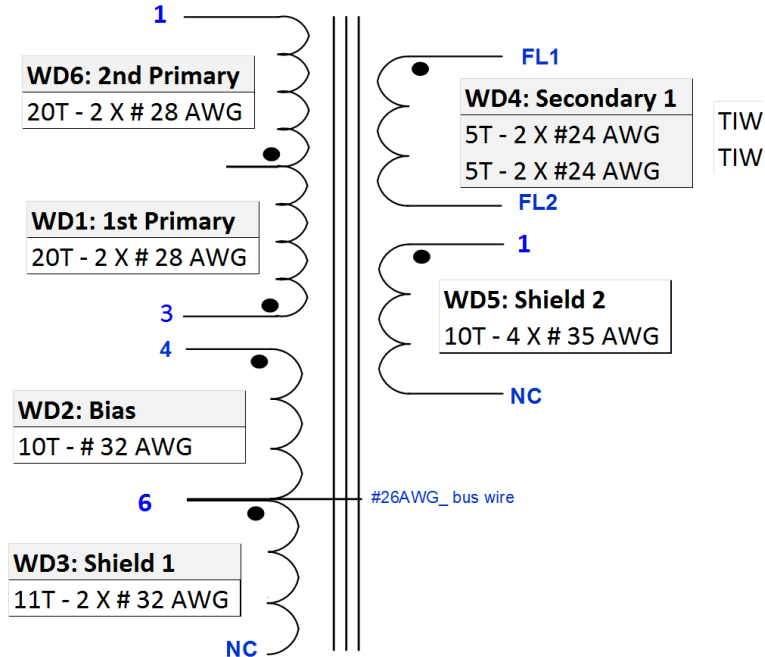 1
WD6: 2nd Primary
20T - 2 X # 28 AWG
WD1: 1st Primary
20T - 2 X # 28 AWG
3
4
WD2: Bias
10T - # 32 AWG
6
#26AWG_ bus wire
WD3: Shield 1
11T - 2 X # 32 AWG
NC
FL1
WD4: Secondary 1
5T - 2 X #24 AWG
TIW
5T - 2 X #24 AWG
TIW
FL2
1
WD5: Shield 2
10T - 4 X # 35 AWG
NC